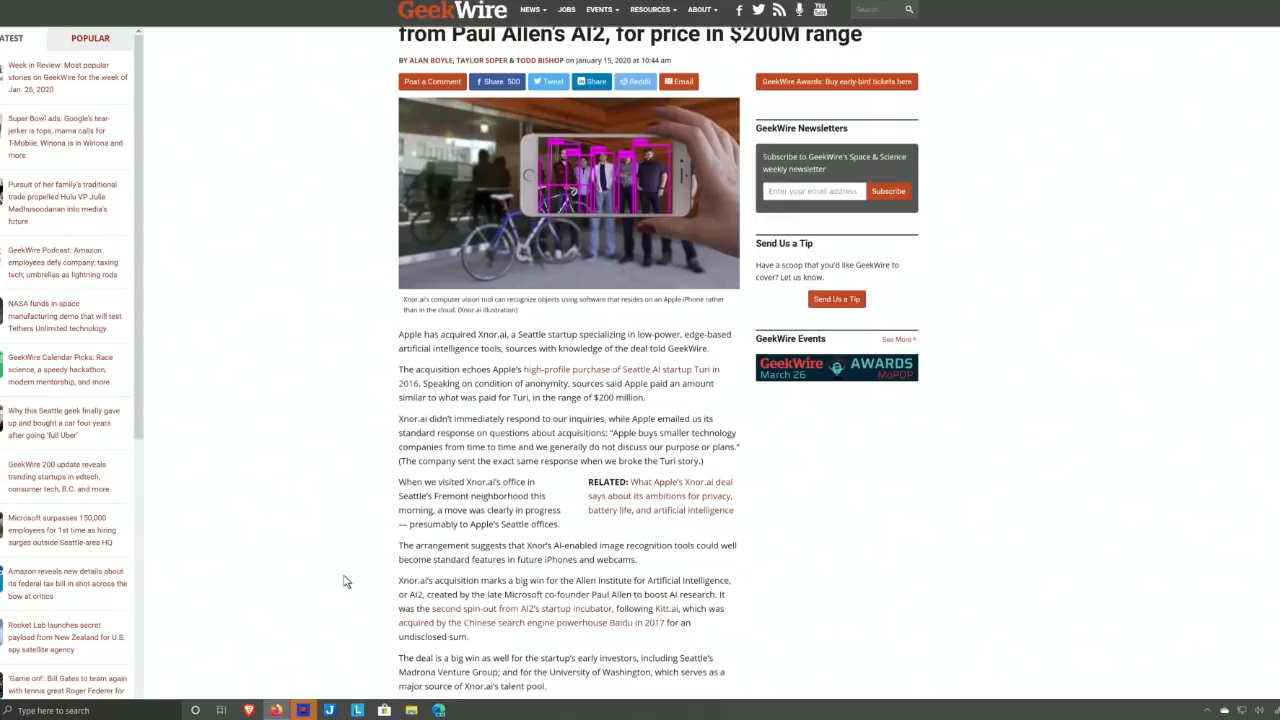 GeekWire
NEWS
JOBS
EVENTS
RESOURCES
ABOUT
You
Tube
Search
ATEST
POPULAR
Week in Review: Most popular
stories on GeekWire for the week of
Jan. 26, 2020
Super Bowl ads: Google's tear-
jerker is tops, mama calls for
T-Mobile, Winona is in Winona and
more
Pursuit of her family's traditional
trade propelled Hulu VP Julie
Madhusoodanan into media's
future
GeekWire Podcast: Amazon
employees defy company; taxing
tech; umbrellas as lightning rods
NASA funds in-space
manufacturing demo that will test
Tethers Unlimited technology
GeekWire Calendar Picks: Race
science, a speedy hackathon,
modern mentorship, and more
Why this Seattle geek finally gave
up and bought a car four years
after going 'full Uber'
GeekWire 200 update reveals
trending startups in edtech,
consumer tech, B.C. and more
Microsoft surpasses 150,000
employees for 1st time as hiring
surges outside Seattle-area HQ
Amazon reveals new details about
its federal tax bill in shot across the
bow at critics
Rocket Lab launches secret
payload from New Zealand for U.S.
spy satellite agency
'Game on!': Bill Gates to team again
with tennis great Roger Federer for
from Paul Allen's AI2, for price in $200M range
BY ALAN BOYLE, TAYLOR SOPER & TODD BISHOP on January 15, 2020 at 10:44 am
Post a Comment
Share 500
Tweet
Share
Reddit
Email
Xnor.ai's computer vision tool can recognize objects using software that resides on an Apple iPhone rather
than in the cloud. (Xnor.ai Illustration)
Apple has acquired Xnor.ai, a Seattle startup specializing in low-power, edge-based
artificial intelligence tools, sources with knowledge of the deal told GeekWire.
The acquisition echoes Apple's high-profile purchase of Seattle AI startup Turi in
2016. Speaking on condition of anonymity, sources said Apple paid an amount
similar to what was paid for Turi, in the range of $200 million.
Xnor.ai didn't immediately respond to our inquiries, while Apple emailed us its
standard response on questions about acquisitions: "Apple buys smaller technology
companies from time to time and we generally do not discuss our purpose or plans."
(The company sent the exact same response when we broke the Turi story.)
When we visited Xnor.ai's office in
Seattle's Fremont neighborhood this
morning, a move was clearly in progress
— presumably to Apple's Seattle offices.
RELATED: What Apple's Xnor.ai deal
says about its ambitions for privacy,
battery life, and artificial intelligence
The arrangement suggests that Xnor's AI-enabled image recognition tools could well
become standard features in future iPhones and webcams.
Xnor.ai's acquisition marks a big win for the Allen Institute for Artificial Intelligence,
or AI2, created by the late Microsoft co-founder Paul Allen to boost AI research. It
was the second spin-out from AI2's startup incubator, following Kitt.ai, which was
acquired by the Chinese search engine powerhouse Baidu in 2017 for an
undisclosed sum.
The deal is a big win as well for the startup's early investors, including Seattle's
Madrona Venture Group; and for the University of Washington, which serves as a
major source of Xnor.ai's talent pool.
GeekWire Awards: Buy early-bird tickets here
GeekWire Newsletters
Subscribe to GeekWire's Space & Science
weekly newsletter
Enter your email address
Subscribe
Send Us a Tip
Have a scoop that you'd like GeekWire to
cover? Let us know.
Send Us a Tip
GeekWire Events
See More
GeekWire AWARDS
March 26 MoPOP
Type here to search